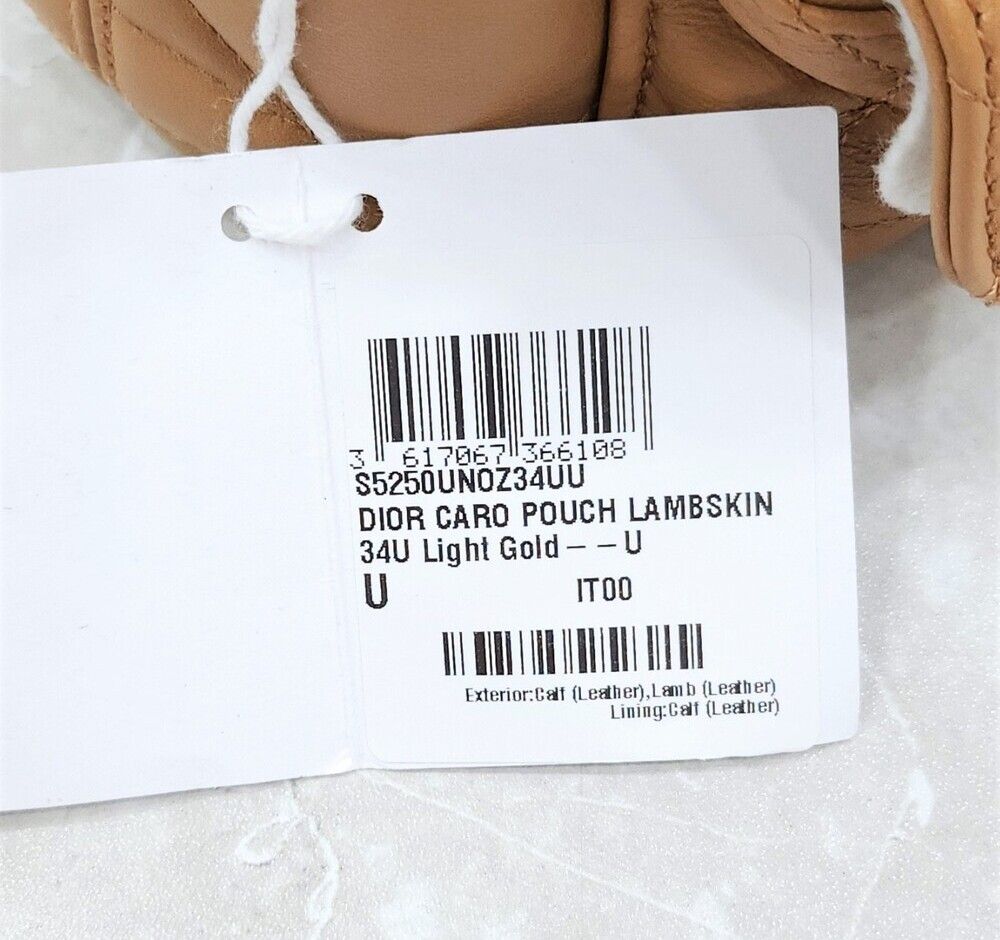 3 617067 366108
S5250UNOZ34UU
DIOR CARO POUCH LAMBSKIN
34U Light Gold – – U
U IT00
Exterior:Calf (Leather),Lamb (Leather)
Lining:Calf (Leather)